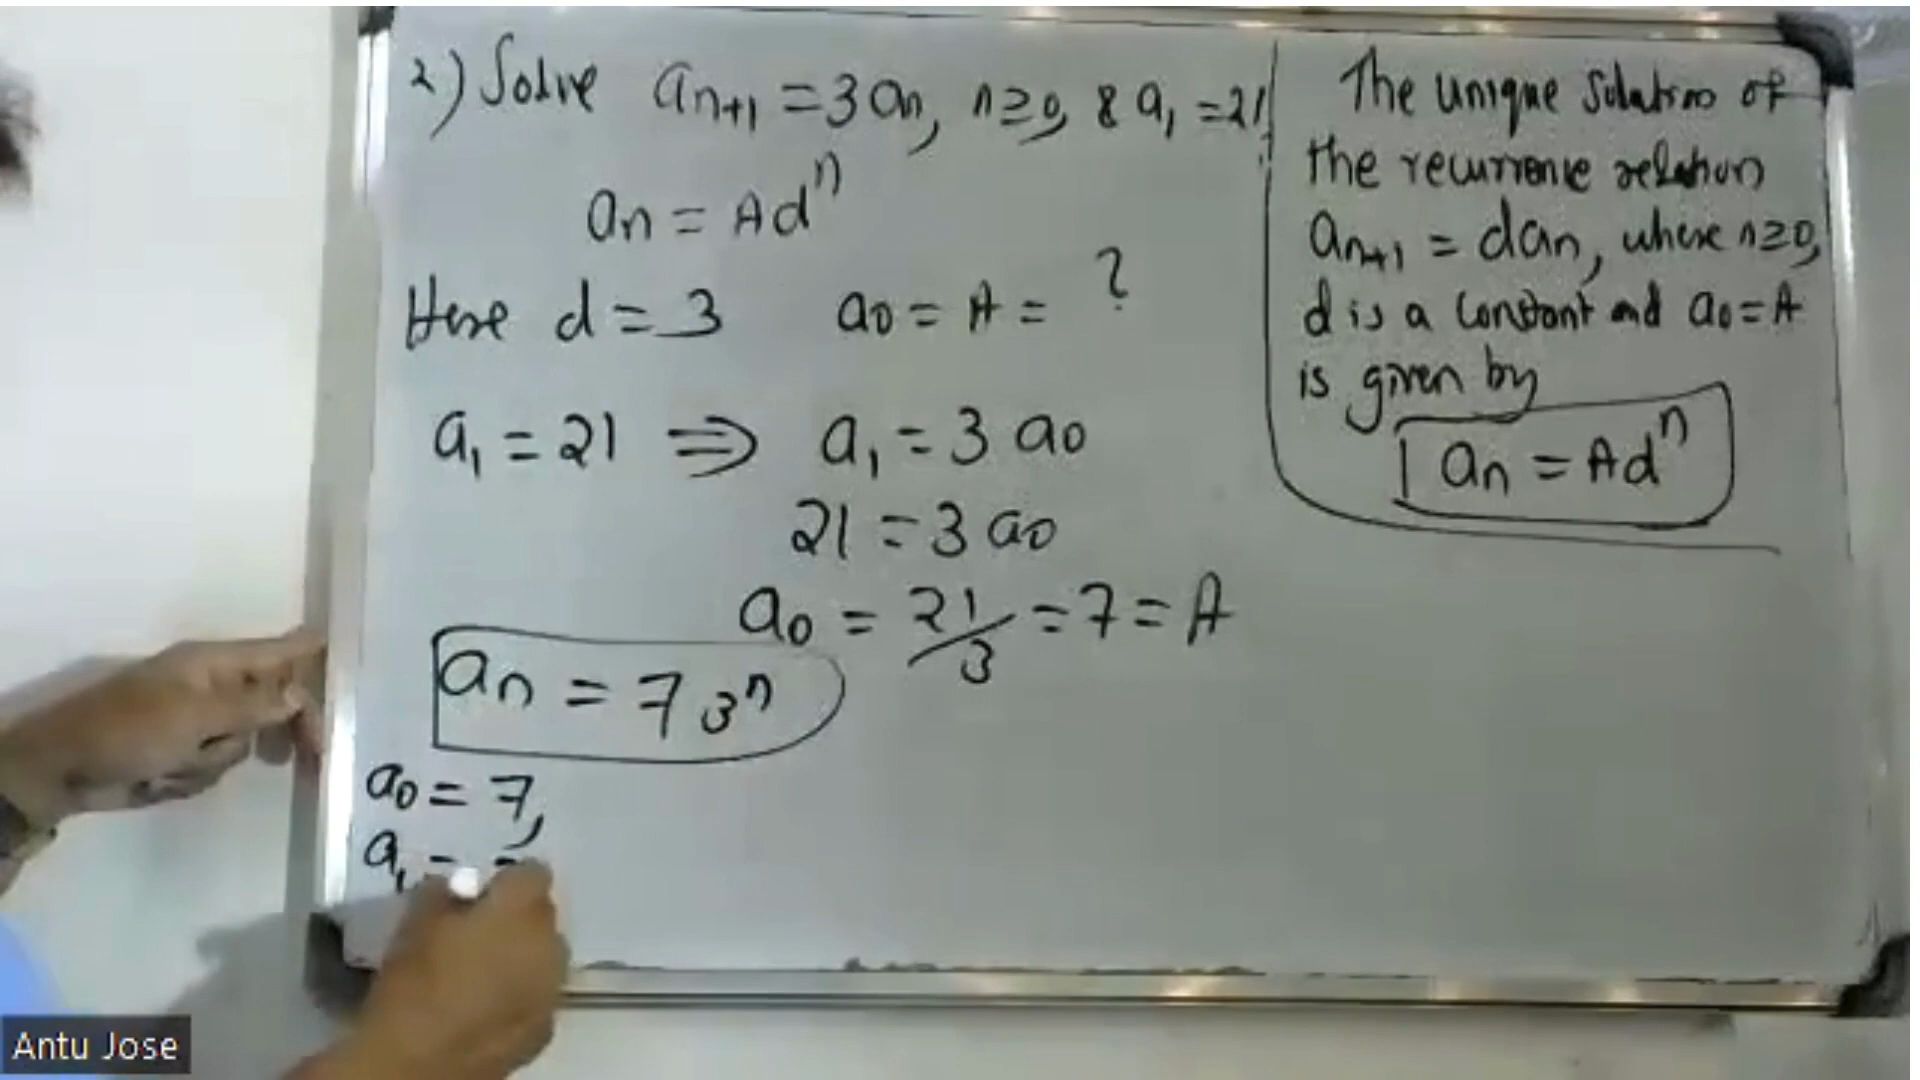 2) Solve aₙ₊₁ = 3aₙ, n≥0, & a₁ = 21
aₙ = Adⁿ
Here d = 3 a₀ = A = ?
a₁ = 21 ⇒ a₁ = 3 a₀
21 = 3 a₀
a₀ = 21/3 = 7 = A
aₙ = 7 3ⁿ
a₀ = 7,
a₁ =
The unique solution of
the recurrence relation
aₙ₊₁ = daₙ, where n≥0,
d is a constant and a₀ = A
is given by
aₙ = Adⁿ
Antu Jose